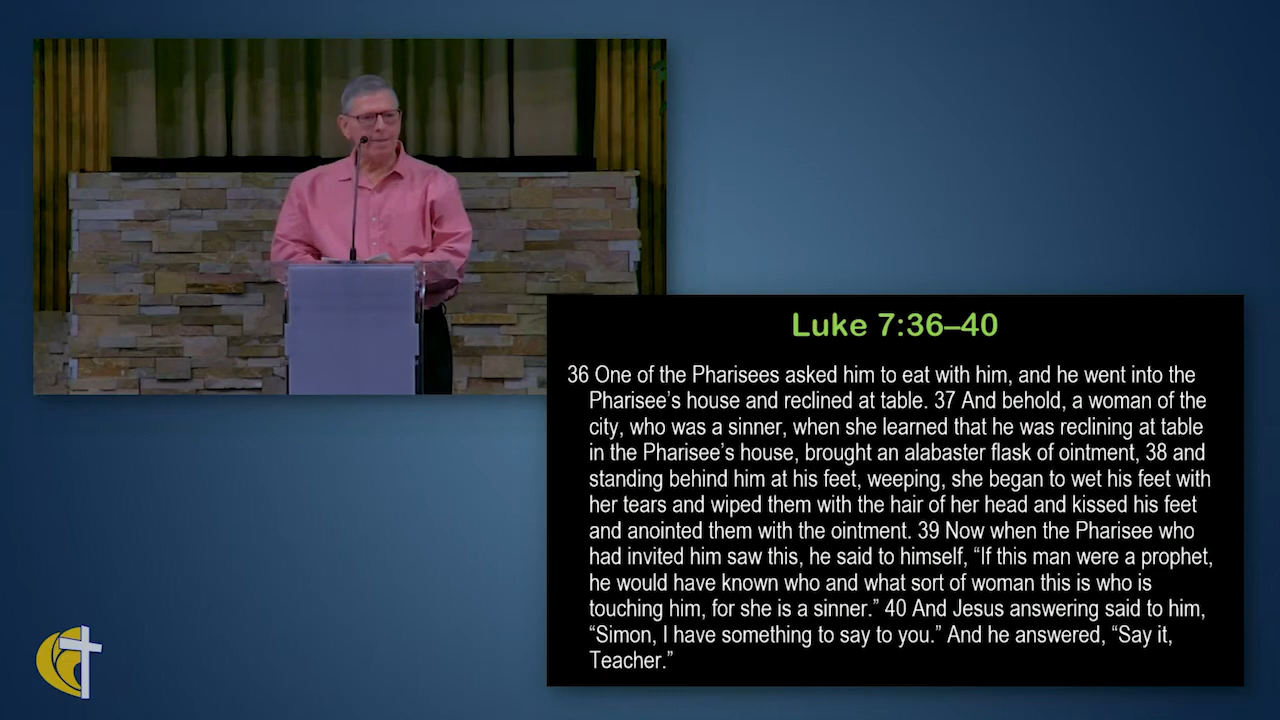 Luke 7:36–40
36 One of the Pharisees asked him to eat with him, and he went into the
Pharisee’s house and reclined at table. 37 And behold, a woman of the
city, who was a sinner, when she learned that he was reclining at table
in the Pharisee’s house, brought an alabaster flask of ointment, 38 and
standing behind him at his feet, weeping, she began to wet his feet with
her tears and wiped them with the hair of her head and kissed his feet
and anointed them with the ointment. 39 Now when the Pharisee who
had invited him saw this, he said to himself, “If this man were a prophet,
he would have known who and what sort of woman this is who is
touching him, for she is a sinner.” 40 And Jesus answering said to him,
“Simon, I have something to say to you.” And he answered, “Say it,
Teacher.”